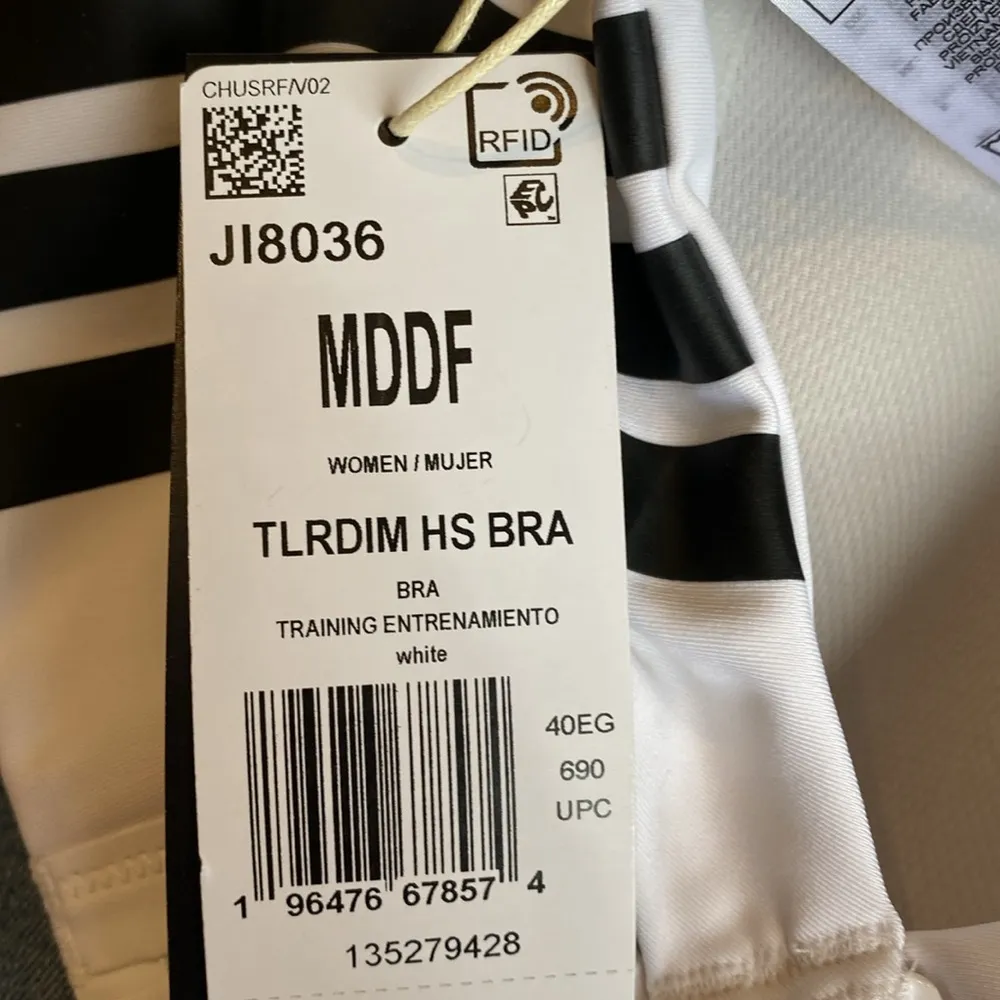 CHUSRF/V02
RFID
EPC
JI8036
MDDF
WOMEN / MUJER
TLRDIM HS BRA
BRA
TRAINING ENTRENAMIENTO
white
40EG
690
UPC
1 96476 67857 4
135279428